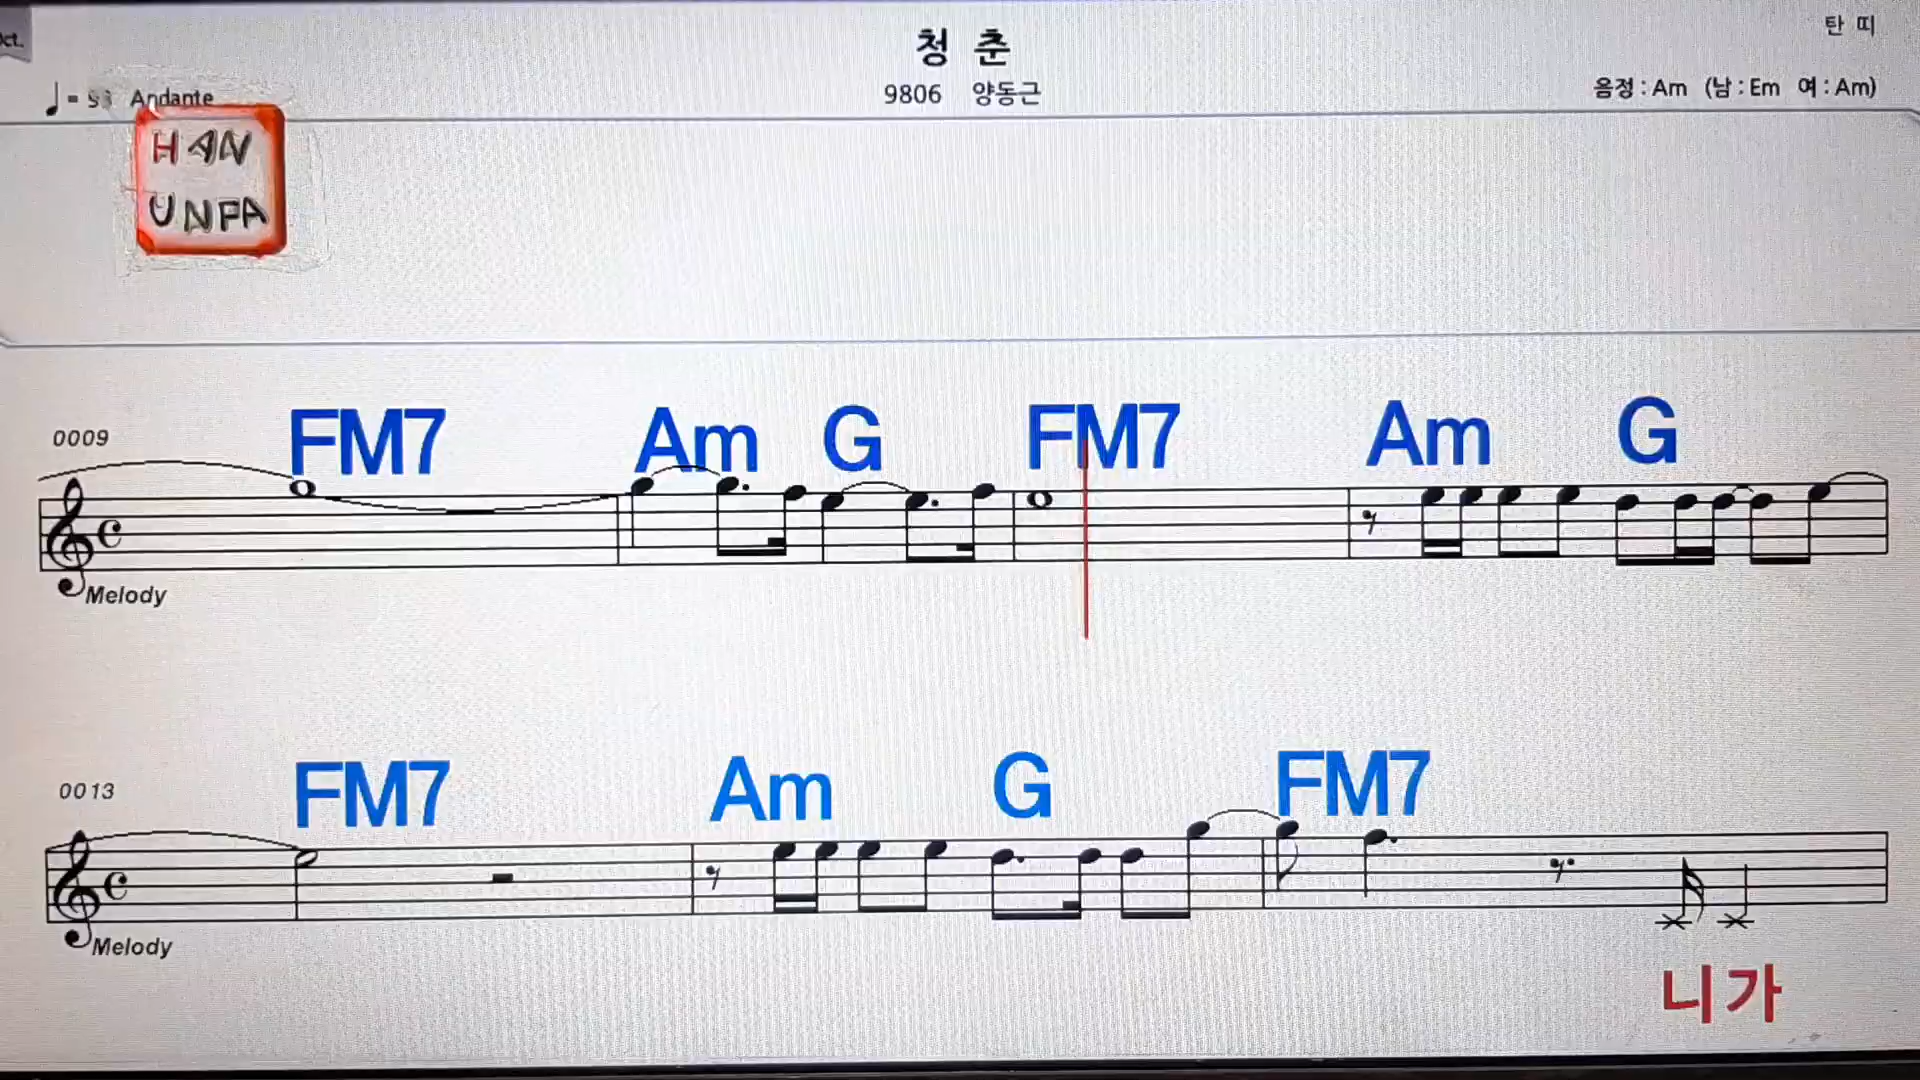 청 춘
탄 띠
♩= 93 Andante
9806 양동근
음정 : Am (남 : Em 여 : Am)
HAN
UNPA
0009 FM7 Am G FM7 Am G
Melody
0013 FM7 Am G FM7
Melody
니가